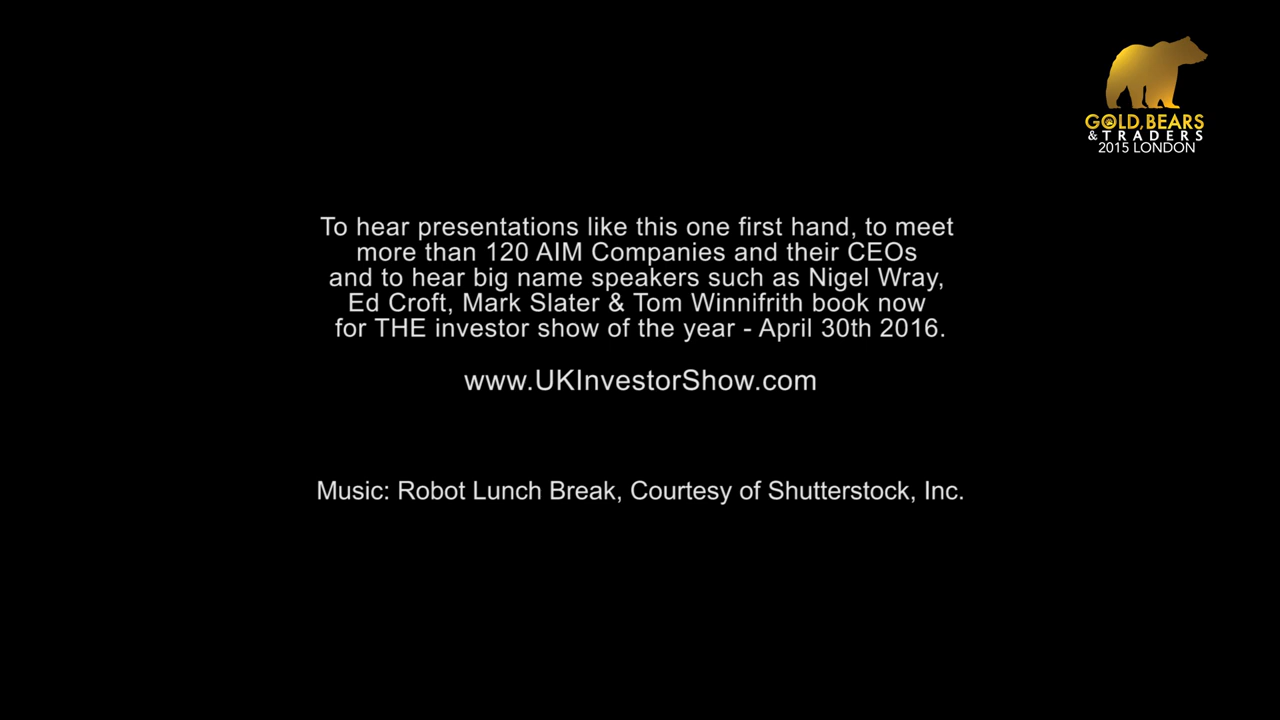 GOLD, BEARS
& TRADERS
2015 LONDON
To hear presentations like this one first hand, to meet
more than 120 AIM Companies and their CEOs
and to hear big name speakers such as Nigel Wray,
Ed Croft, Mark Slater & Tom Winnifrith book now
for THE investor show of the year - April 30th 2016.
www.UKInvestorShow.com
Music: Robot Lunch Break, Courtesy of Shutterstock, Inc.